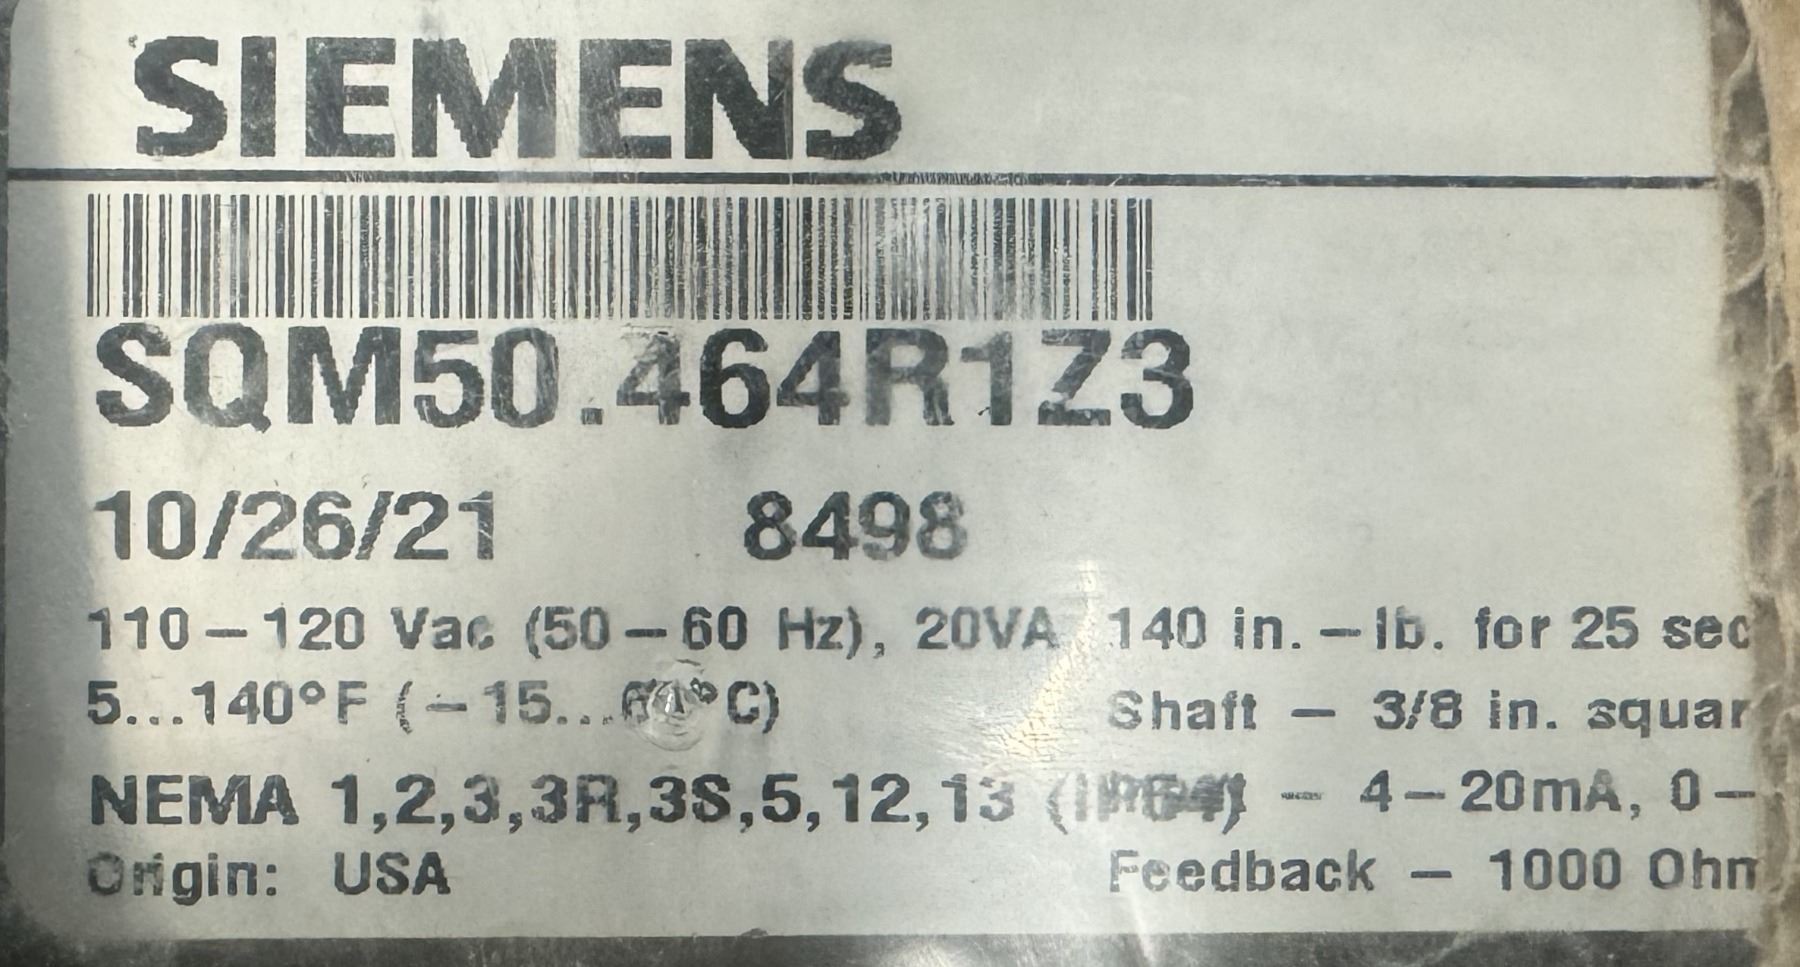 SIEMENS
SQM50.464R1Z3
10/26/21 8498
110-120 Vac (50-60 Hz), 20VA 140 in.-lb. for 25 sec
5...140°F (-15... °C) Shaft - 3/8 in. squar
NEMA 1,2,3,3R,3S,5,12,13 - 4-20mA, 0-
Origin: USA Feedback - 1000 Ohm